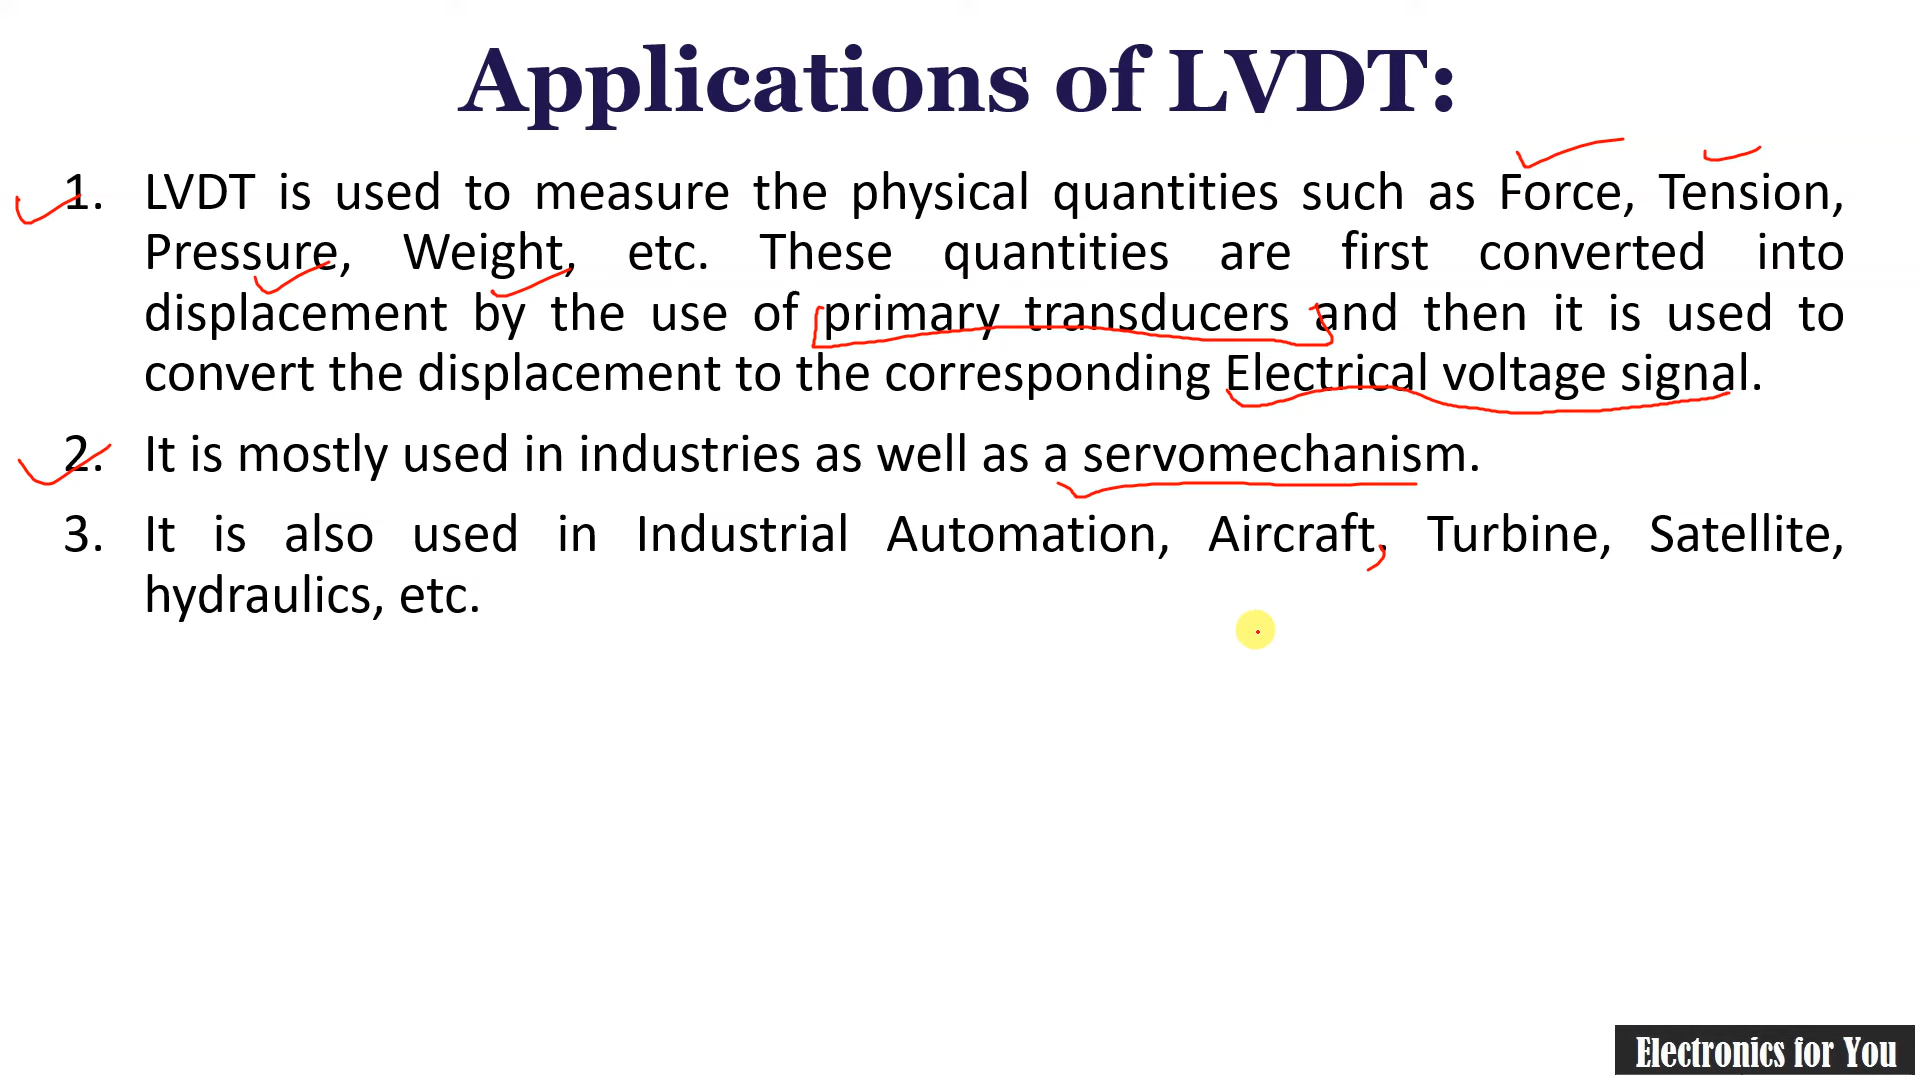 Applications of LVDT:
1. LVDT is used to measure the physical quantities such as Force, Tension,
Pressure, Weight, etc. These quantities are first converted into
displacement by the use of primary transducers and then it is used to
convert the displacement to the corresponding Electrical voltage signal.
2. It is mostly used in industries as well as a servomechanism.
3. It is also used in Industrial Automation, Aircraft, Turbine, Satellite,
hydraulics, etc.
Electronics for You